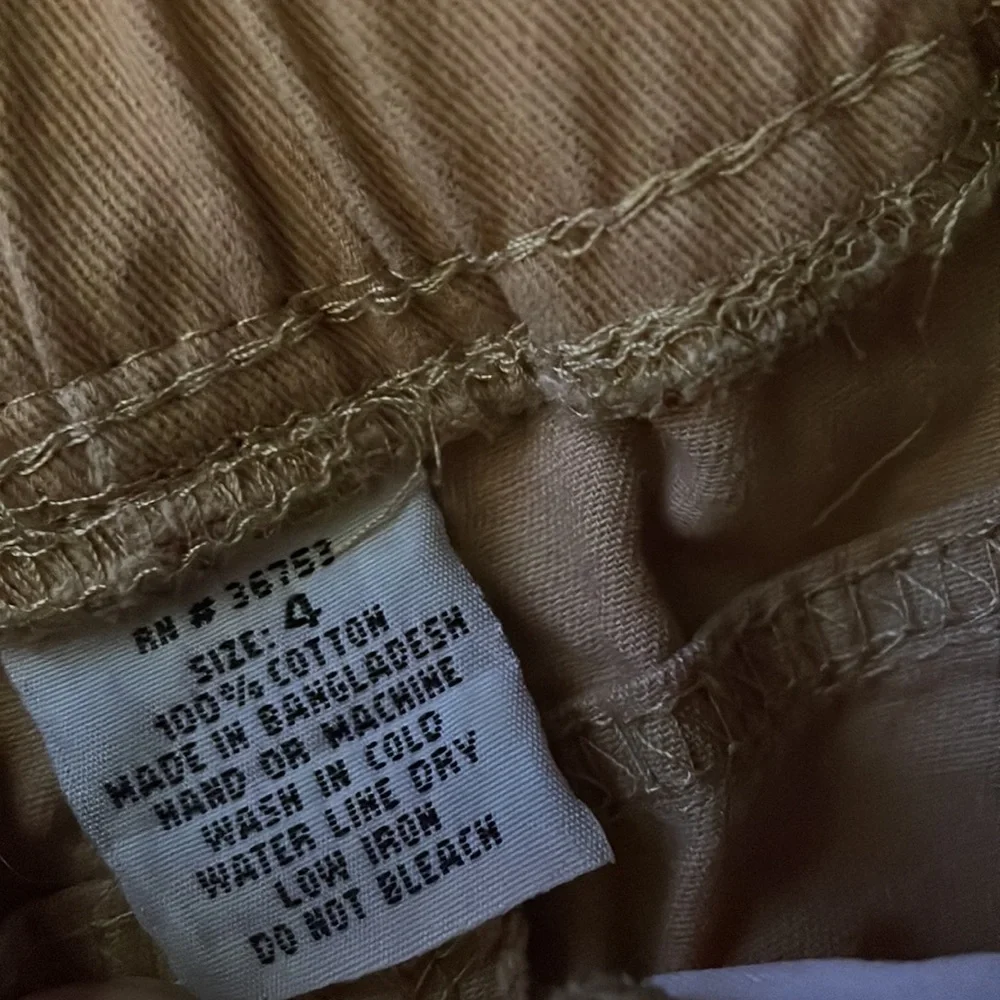 RN # 36753
SIZE: 4
100% COTTON
MADE IN BANGLADESH
HAND OR MACHINE
WASH IN COLD
WATER LINE DRY
LOW IRON
DO NOT BLEACH